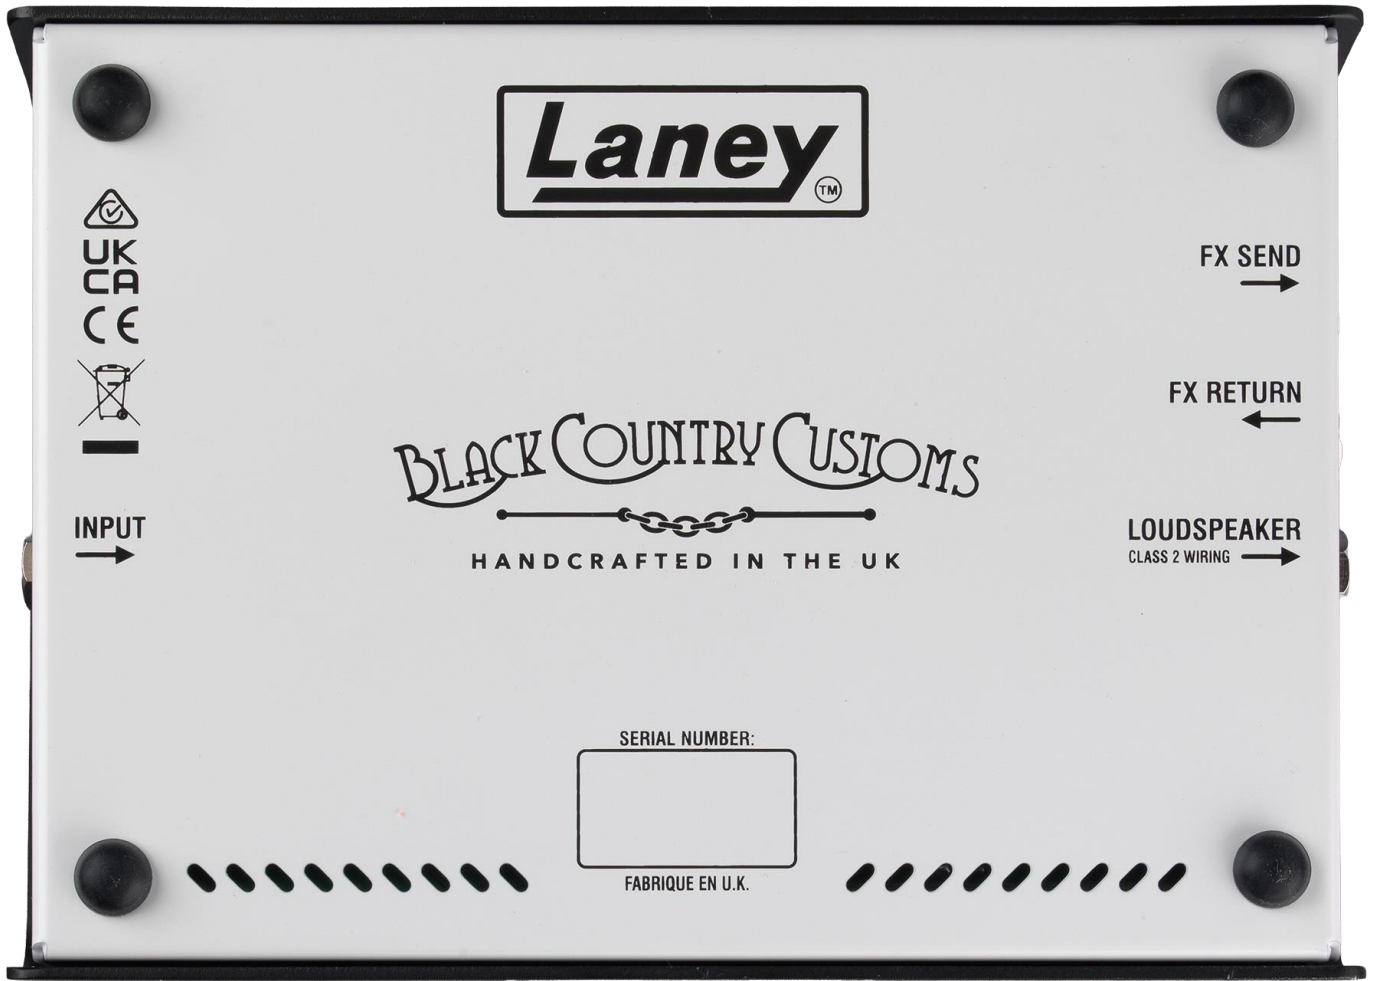 Laney
TM
UK
CA
CE
FX SEND
FX RETURN
BLACK COUNTRY CUSTOMS
HANDCRAFTED IN THE UK
INPUT
LOUDSPEAKER
CLASS 2 WIRING
SERIAL NUMBER:
FABRIQUE EN U.K.